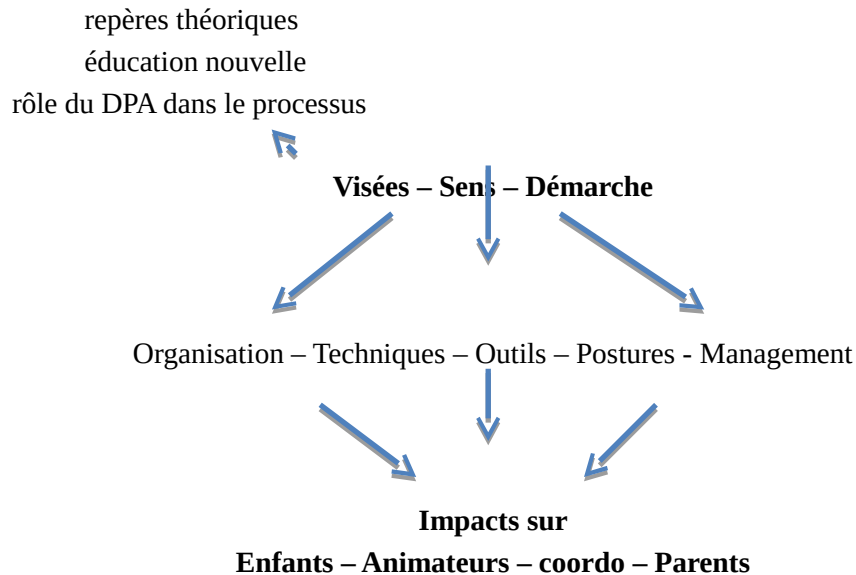 repères théoriques
éducation nouvelle
rôle du DPA dans le processus
Visées – Sens – Démarche
Organisation – Techniques – Outils – Postures - Management
Impacts sur
Enfants – Animateurs – coordo – Parents